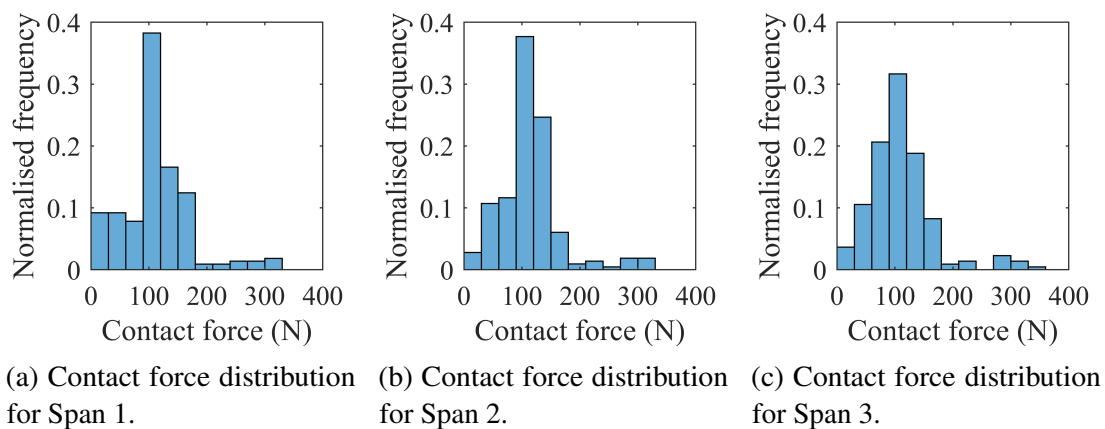 Normalised frequency
0.4
0.3
0.2
0.1
0
0 100 200 300 400
Contact force (N)
(a) Contact force distribution
for Span 1.
Normalised frequency
0.4
0.3
0.2
0.1
0
0 100 200 300 400
Contact force (N)
(b) Contact force distribution
for Span 2.
Normalised frequency
0.4
0.3
0.2
0.1
0
0 100 200 300 400
Contact force (N)
(c) Contact force distribution
for Span 3.